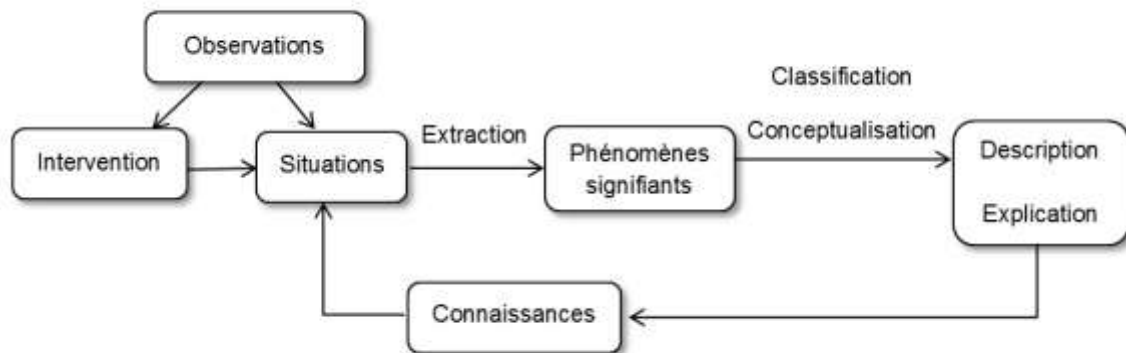 Observations
Classification
Intervention
Situations
Extraction
Phénomènes
signifiants
Conceptualisation
Description
Explication
Connaissances